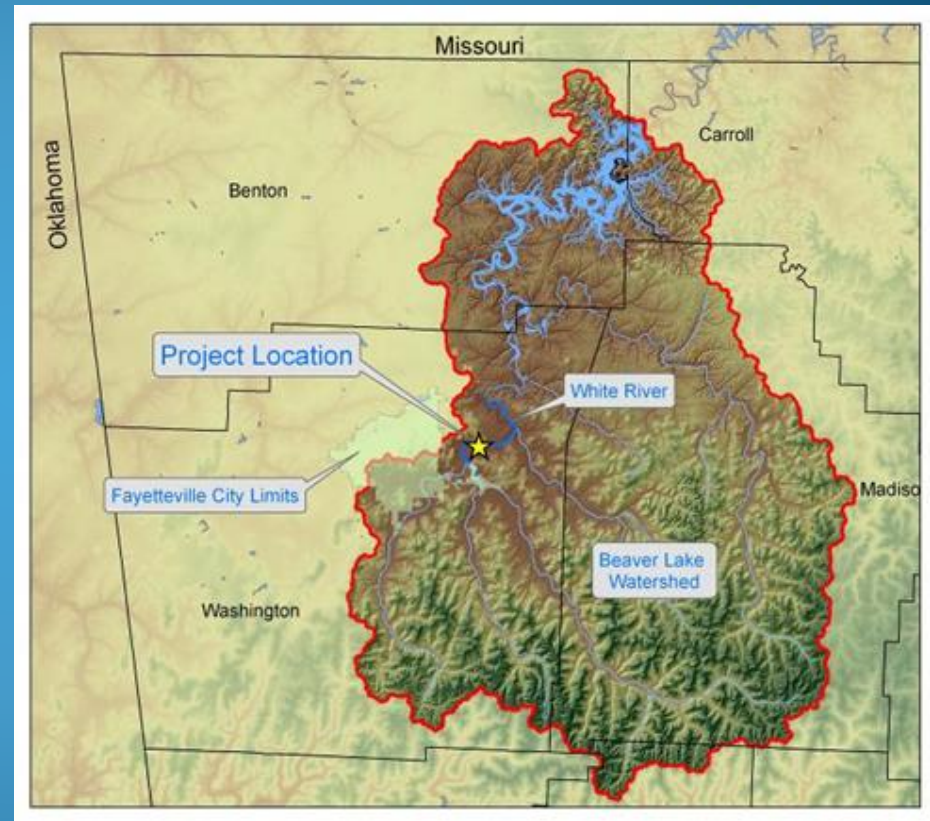 Missouri
Carroll
Oklahoma
Benton
Project Location
White River
Fayetteville City Limits
Madiso
Beaver Lake
Watershed
Washington